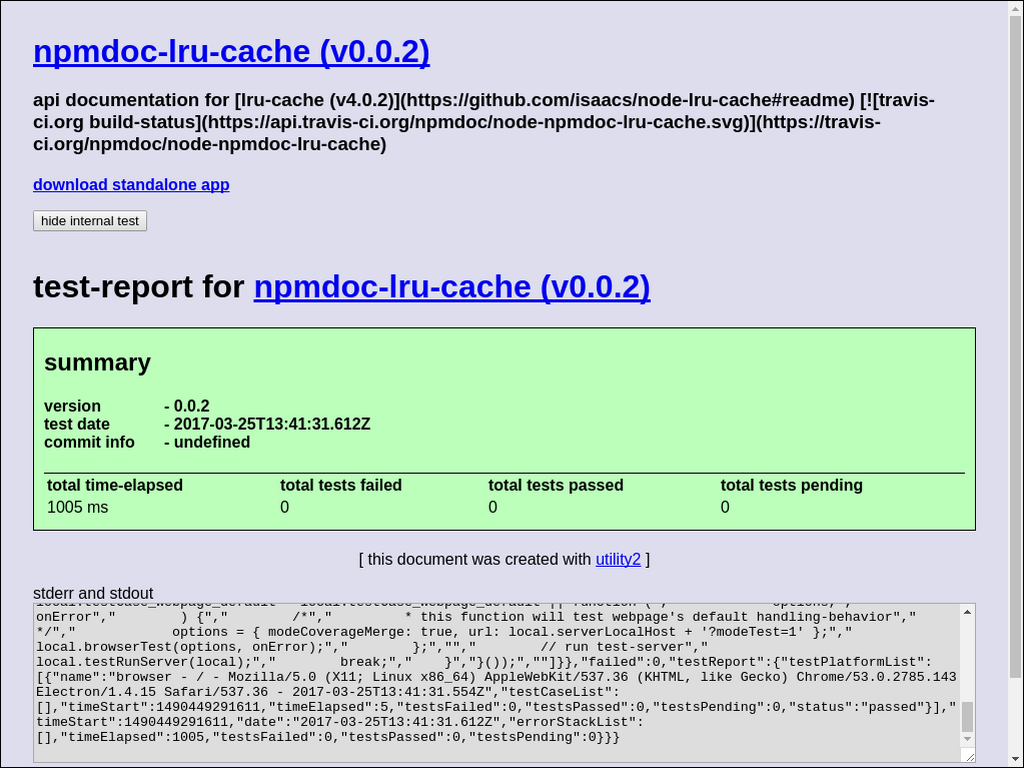 npmdoc-lru-cache (v0.0.2)
api documentation for [lru-cache (v4.0.2)](https://github.com/isaacs/node-lru-cache#readme) [![travis-
ci.org build-status](https://api.travis-ci.org/npmdoc/node-npmdoc-lru-cache.svg)](https://travis-
ci.org/npmdoc/node-npmdoc-lru-cache)
download standalone app
hide internal test
test-report for npmdoc-lru-cache (v0.0.2)
summary
version - 0.0.2
test date - 2017-03-25T13:41:31.612Z
commit info - undefined
total time-elapsed total tests failed total tests passed total tests pending
1005 ms 0 0 0
[ this document was created with utility2 ]
stderr and stdout
onError","        ) {","        /*","         * this function will test webpage's default handling-behavior","
*/","            options = { modeCoverageMerge: true, url: local.serverLocalHost + '?modeTest=1' };","
local.browserTest(options, onError);","        };","","        // run test-server","
local.testRunServer(local);","        break;","    }","}());",""]}},"failed":0,"testReport":{"testPlatformList":
[{"name":"browser - / - Mozilla/5.0 (X11; Linux x86_64) AppleWebKit/537.36 (KHTML, like Gecko) Chrome/53.0.2785.143
Electron/1.4.15 Safari/537.36 - 2017-03-25T13:41:31.554Z","testCaseList":
[],"timeStart":1490449291611,"timeElapsed":5,"testsFailed":0,"testsPassed":0,"testsPending":0,"status":"passed"}],"
timeStart":1490449291611,"date":"2017-03-25T13:41:31.612Z","errorStackList":
[],"timeElapsed":1005,"testsFailed":0,"testsPassed":0,"testsPending":0}}}